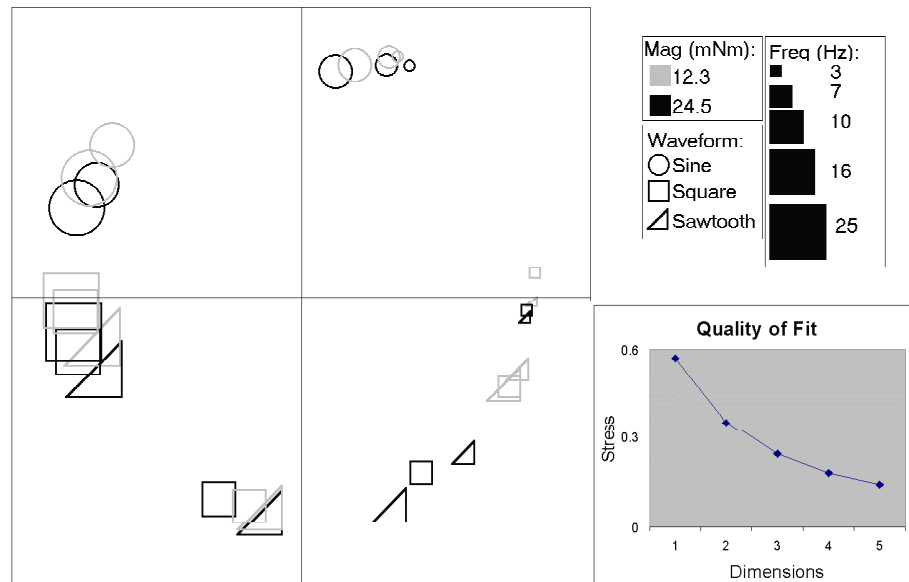 Mag (mNm):
12.3
24.5
Waveform:
Sine
Square
Sawtooth
Freq (Hz):
3
7
10
16
25
Quality of Fit
Stress
0.6
0.3
0
1 2 3 4 5
Dimensions